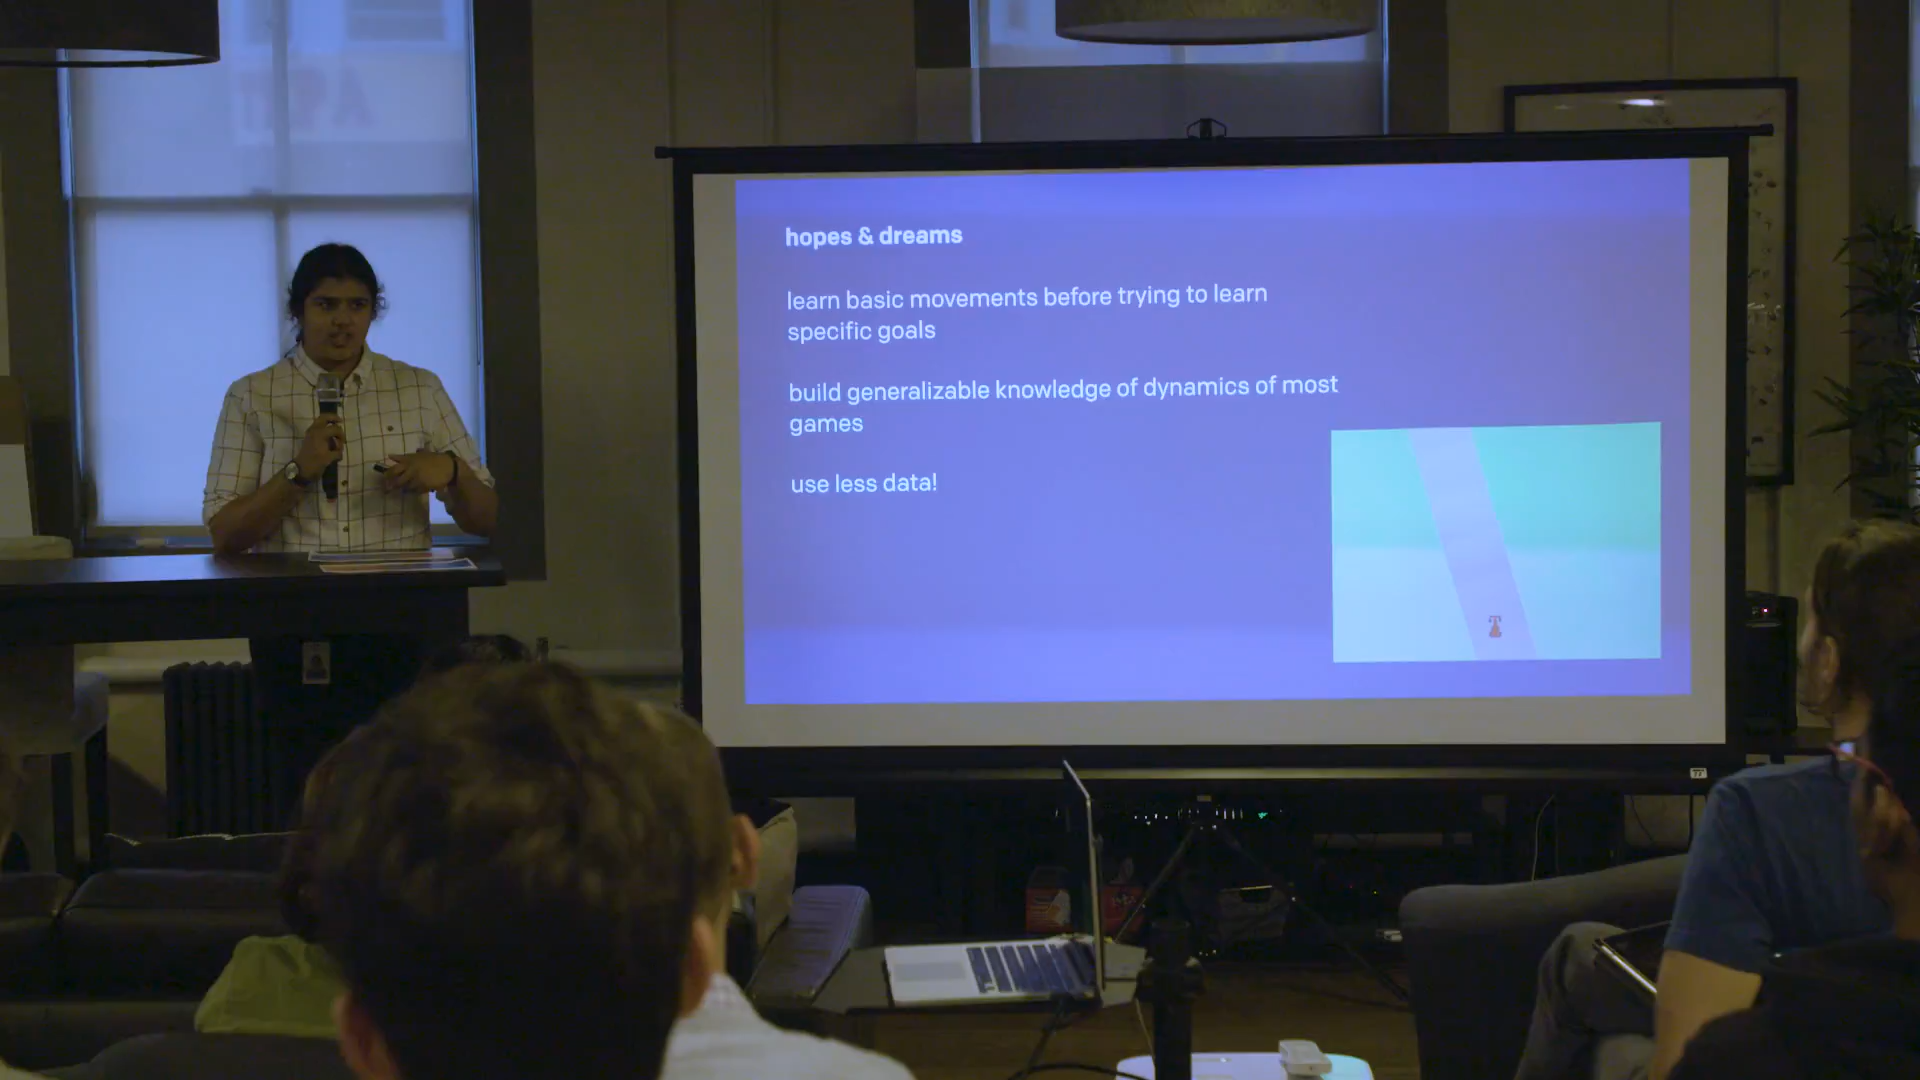 hopes & dreams
learn basic movements before trying to learn
specific goals
build generalizable knowledge of dynamics of most
games
use less data!